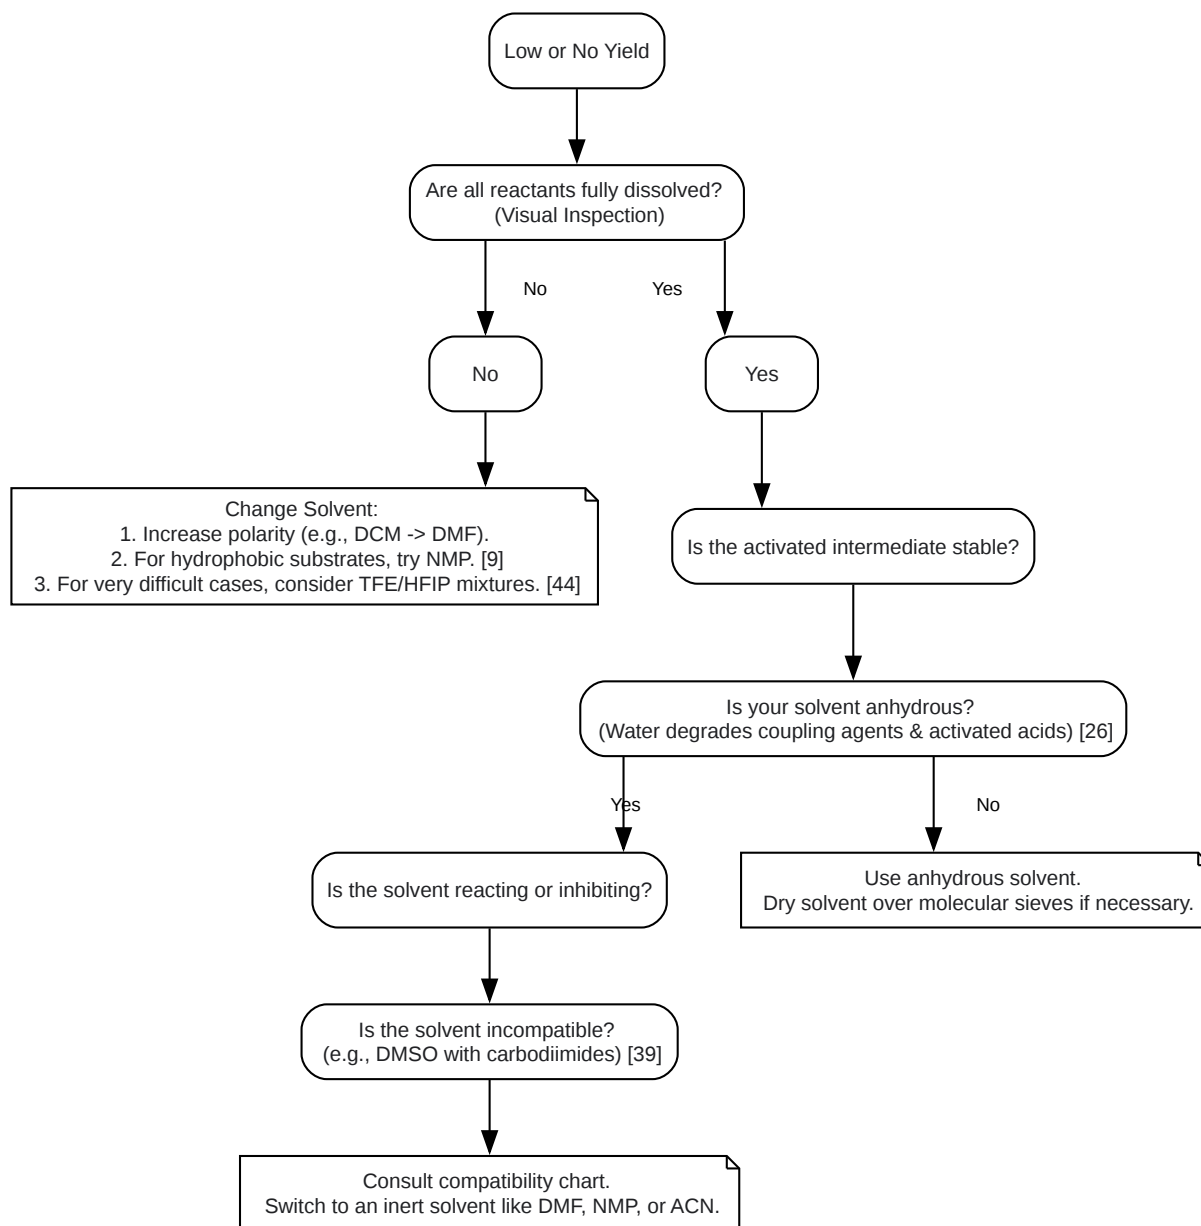 Low or No Yield
Are all reactants fully dissolved?
(Visual Inspection)
No
Yes
No
Yes
Change Solvent:
1. Increase polarity (e.g., DCM -> DMF).
2. For hydrophobic substrates, try NMP. [9]
3. For very difficult cases, consider TFE/HFIP mixtures. [44]
Is the activated intermediate stable?
Is your solvent anhydrous?
(Water degrades coupling agents & activated acids) [26]
Yes
No
Is the solvent reacting or inhibiting?
Use anhydrous solvent.
Dry solvent over molecular sieves if necessary.
Is the solvent incompatible?
(e.g., DMSO with carbodiimides) [39]
Consult compatibility chart.
Switch to an inert solvent like DMF, NMP, or ACN.